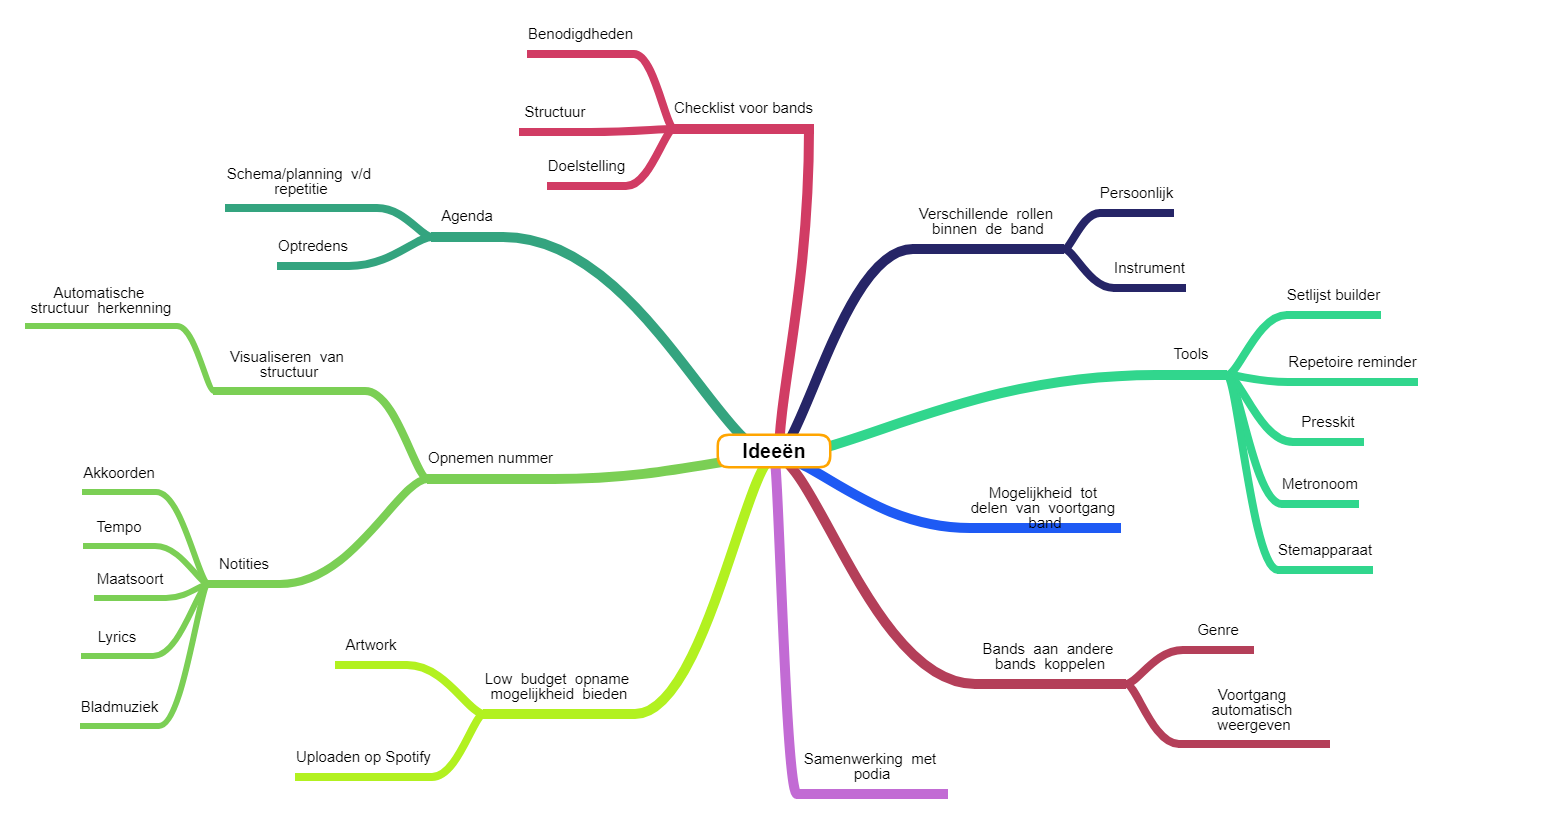 Ideeën
Checklist voor bands
Benodigdheden
Structuur
Doelstelling
Agenda
Schema/planning v/d
repetitie
Optredens
Opnemen nummer
Visualiseren van
structuur
Automatische
structuur herkenning
Notities
Akkoorden
Tempo
Maatsoort
Lyrics
Bladmuziek
Low budget opname
mogelijkheid bieden
Artwork
Uploaden op Spotify
Verschillende rollen
binnen de band
Persoonlijk
Instrument
Tools
Setlijst builder
Repetoire reminder
Presskit
Metronoom
Stemapparaat
Mogelijkheid tot
delen van voortgang
band
Bands aan andere
bands koppelen
Genre
Voortgang
automatisch
weergeven
Samenwerking met
podia